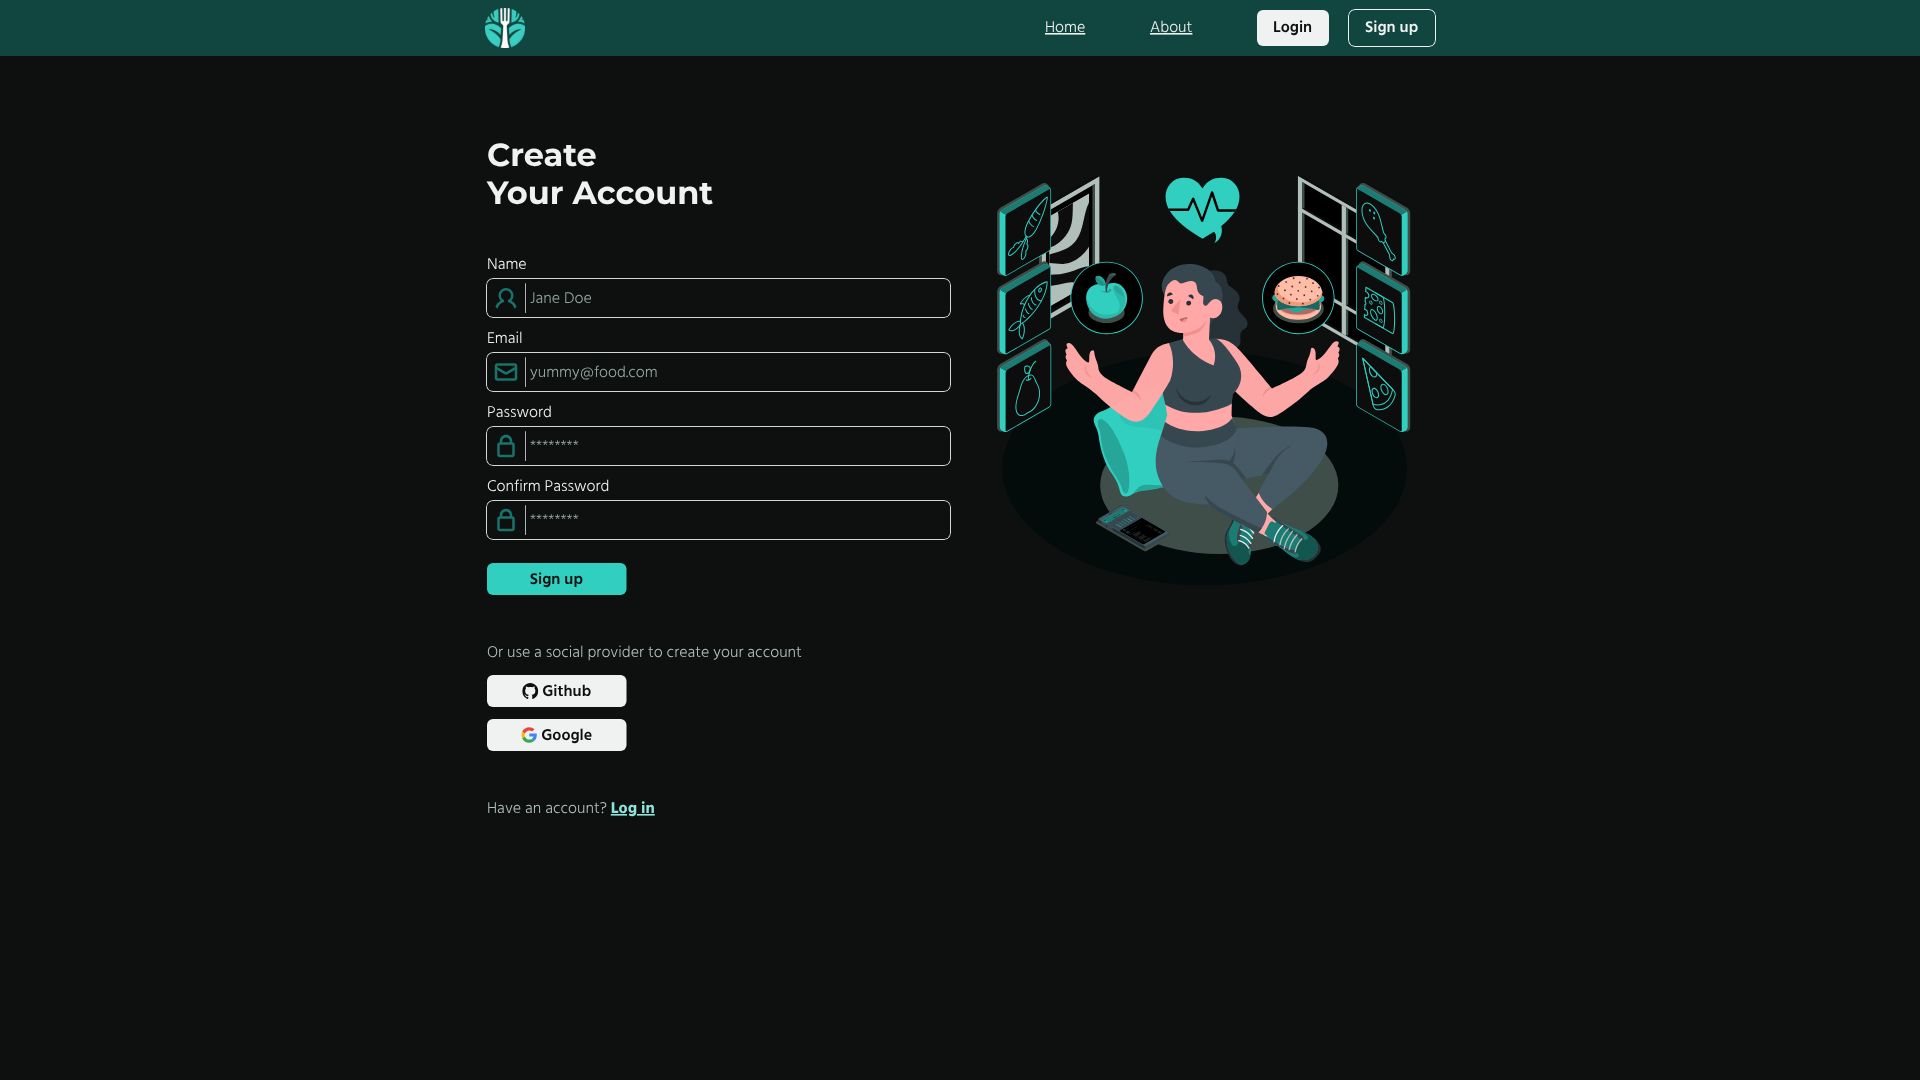 Home
About
Login
Sign up
Create
Your Account
Name
Jane Doe
Email
yummy@food.com
Password
********
Confirm Password
********
Sign up
Or use a social provider to create your account
Github
Google
Have an account? Log in